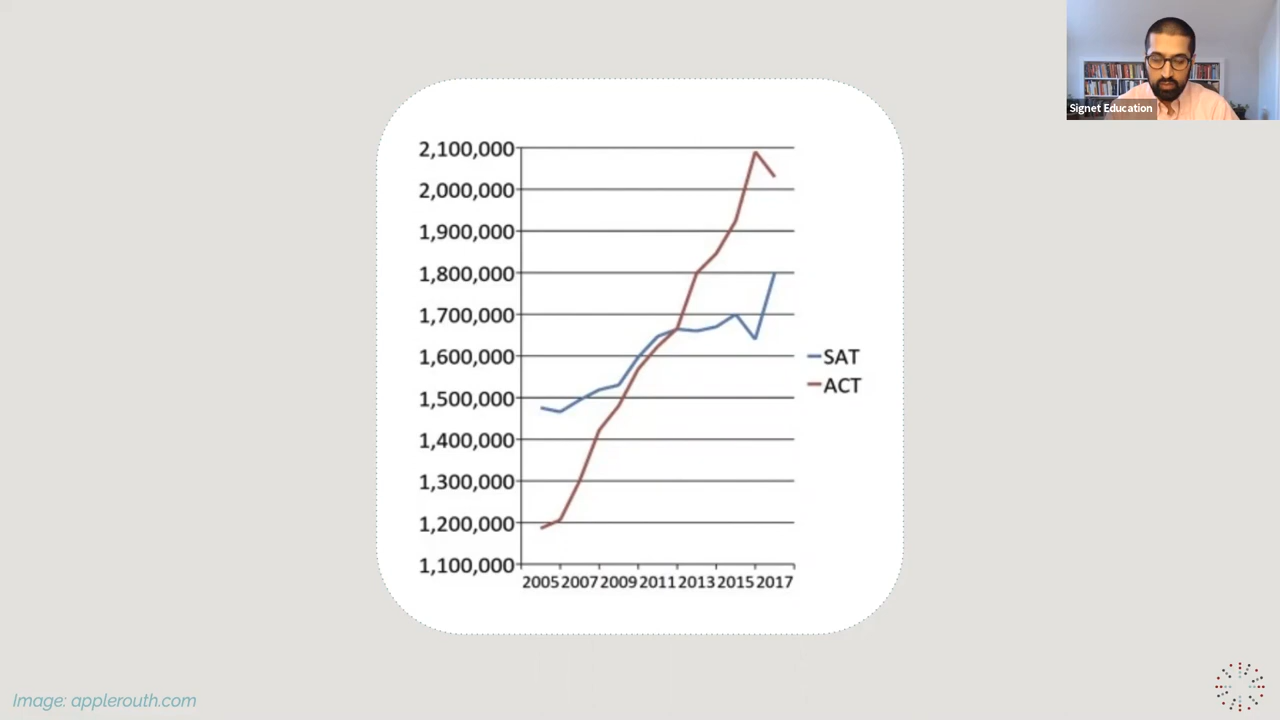 Signet Education
2,100,000
2,000,000
1,900,000
1,800,000
1,700,000
1,600,000
1,500,000
1,400,000
1,300,000
1,200,000
1,100,000
2005 2007 2009 2011 2013 2015 2017
SAT
ACT
Image: applerouth.com